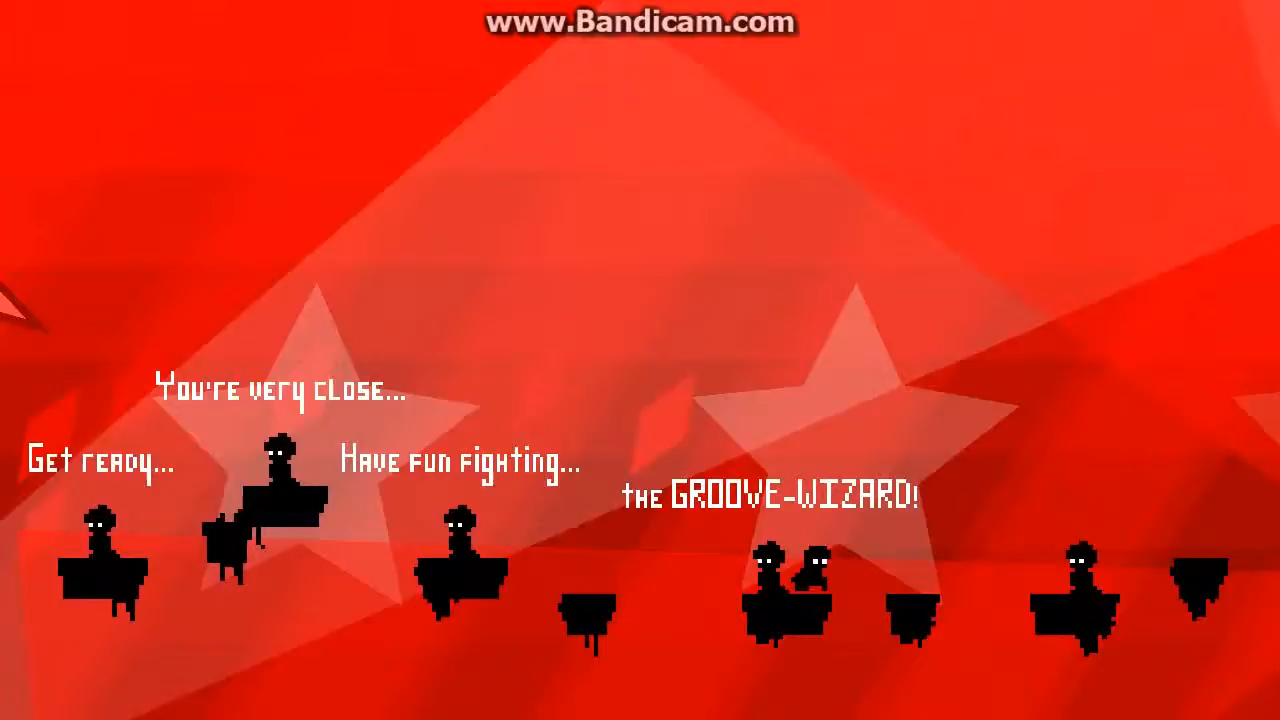 www.Bandicam.com
You're very close...
Get ready...
Have fun fighting...
the GROOVE-WIZARD!